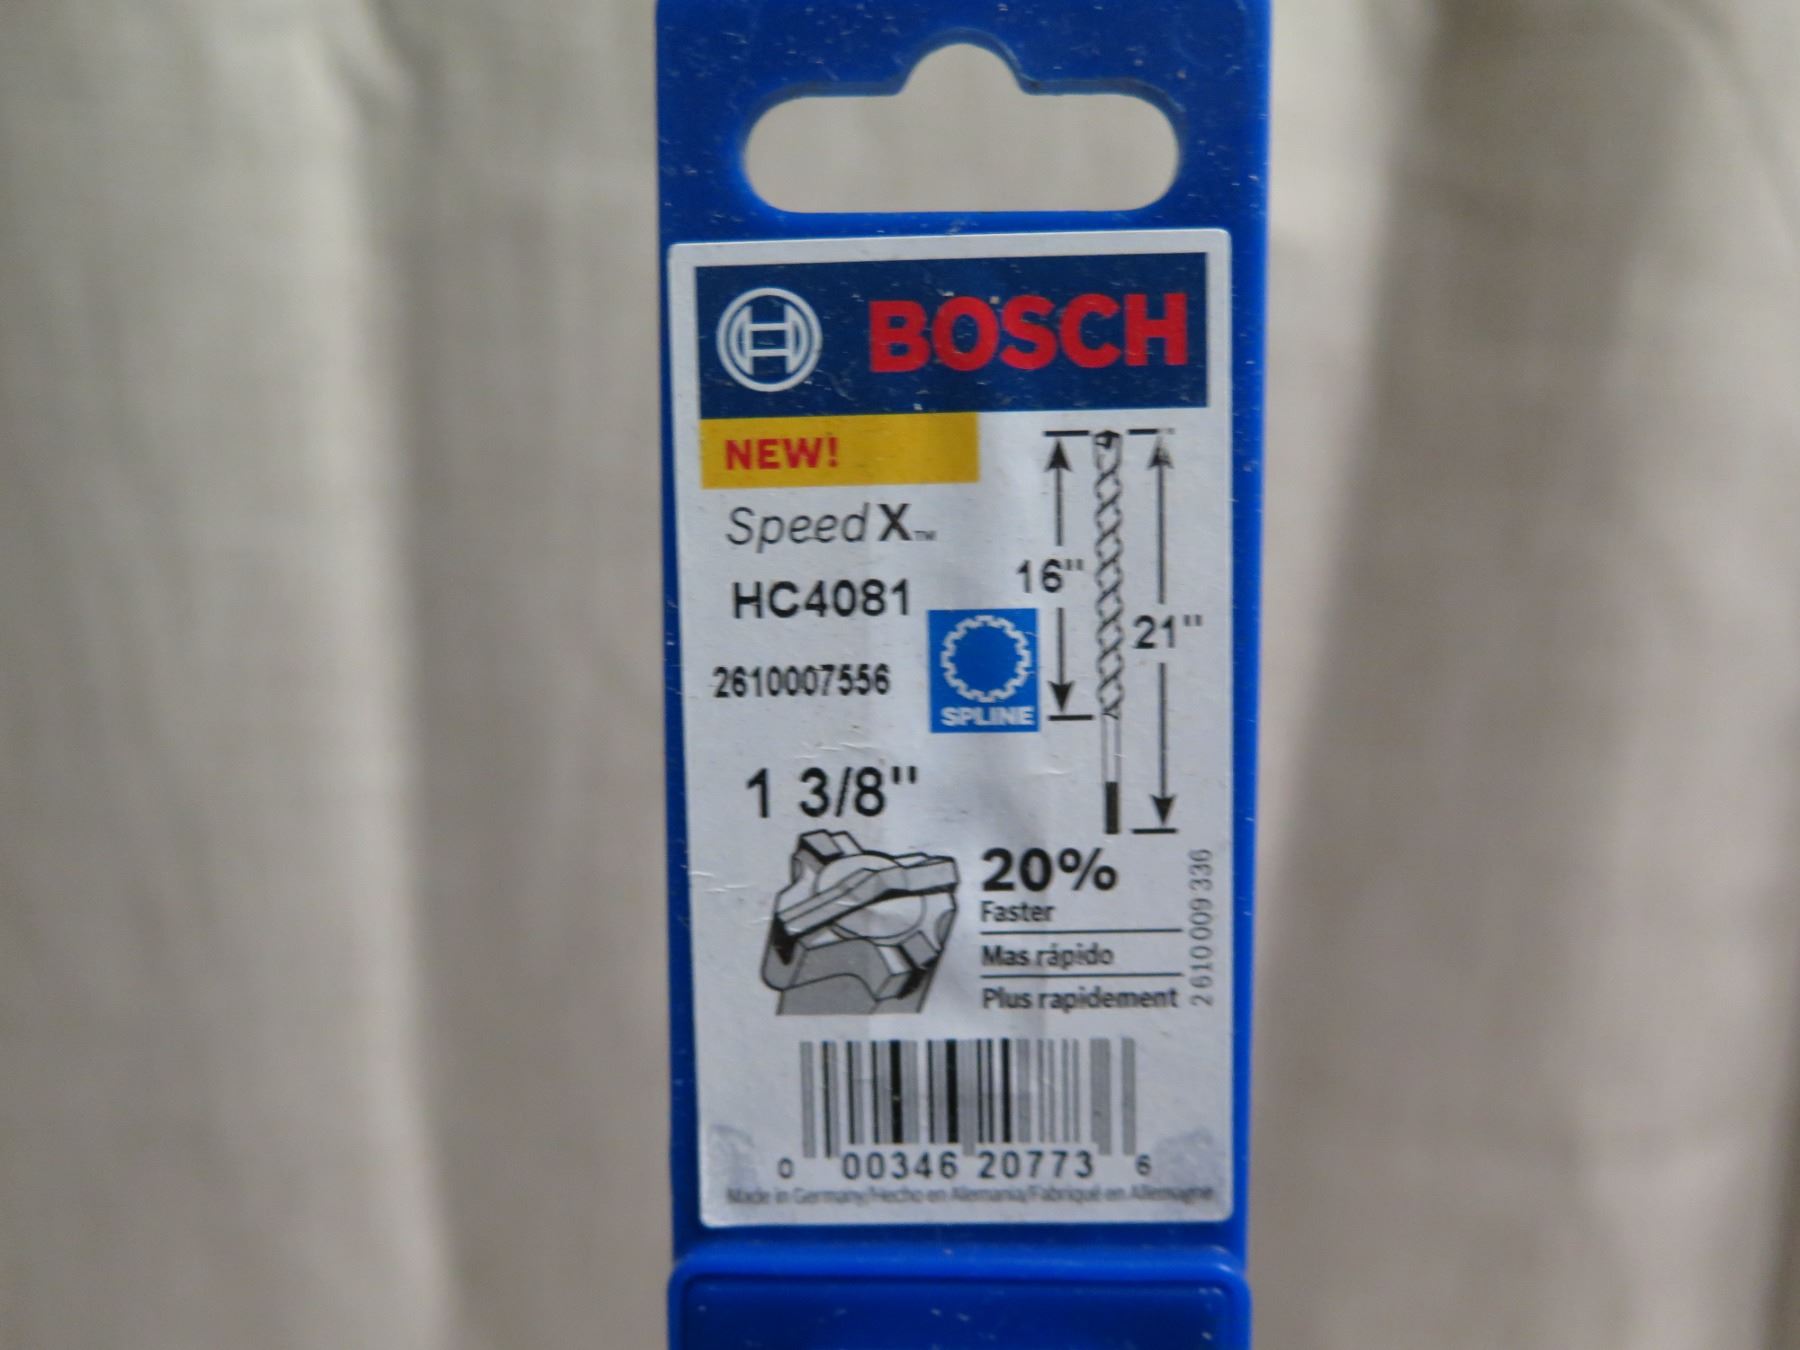 BOSCH
NEW!
Speed X™
HC4081
16"
21"
2610007556
SPLINE
1 3/8"
20%
Faster
Mas rápido
Plus rapidement
2610009336
0 00346 20773 6
Made in Germany/Hecho en Alemania/Fabriqué en Allemagne